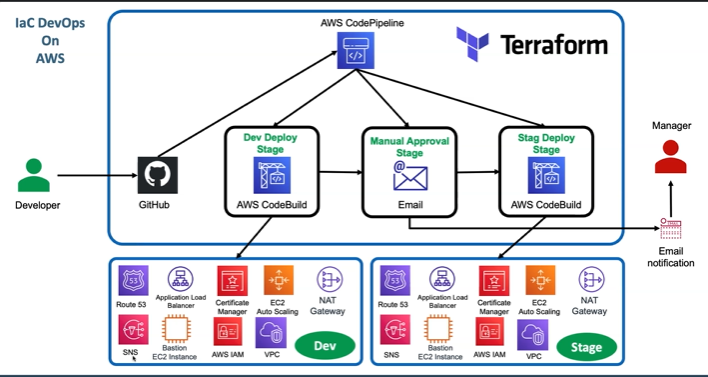 IaC DevOps
On
AWS
AWS CodePipeline
Terraform
Dev Deploy
Stage
AWS CodeBuild
Manual Approval
Stage
@
Email
Stag Deploy
Stage
AWS CodeBuild
Manager
Developer
GitHub
Email
notification
53
Route 53
Application Load
Balancer
Certificate
Manager
EC2
Auto Scaling
NAT
Gateway
SNS
Bastion
EC2 Instance
AWS IAM
VPC
Dev
53
Route 53
Application Load
Balancer
Certificate
Manager
EC2
Auto Scaling
NAT
Gateway
SNS
Bastion
EC2 Instance
AWS IAM
VPC
Stage